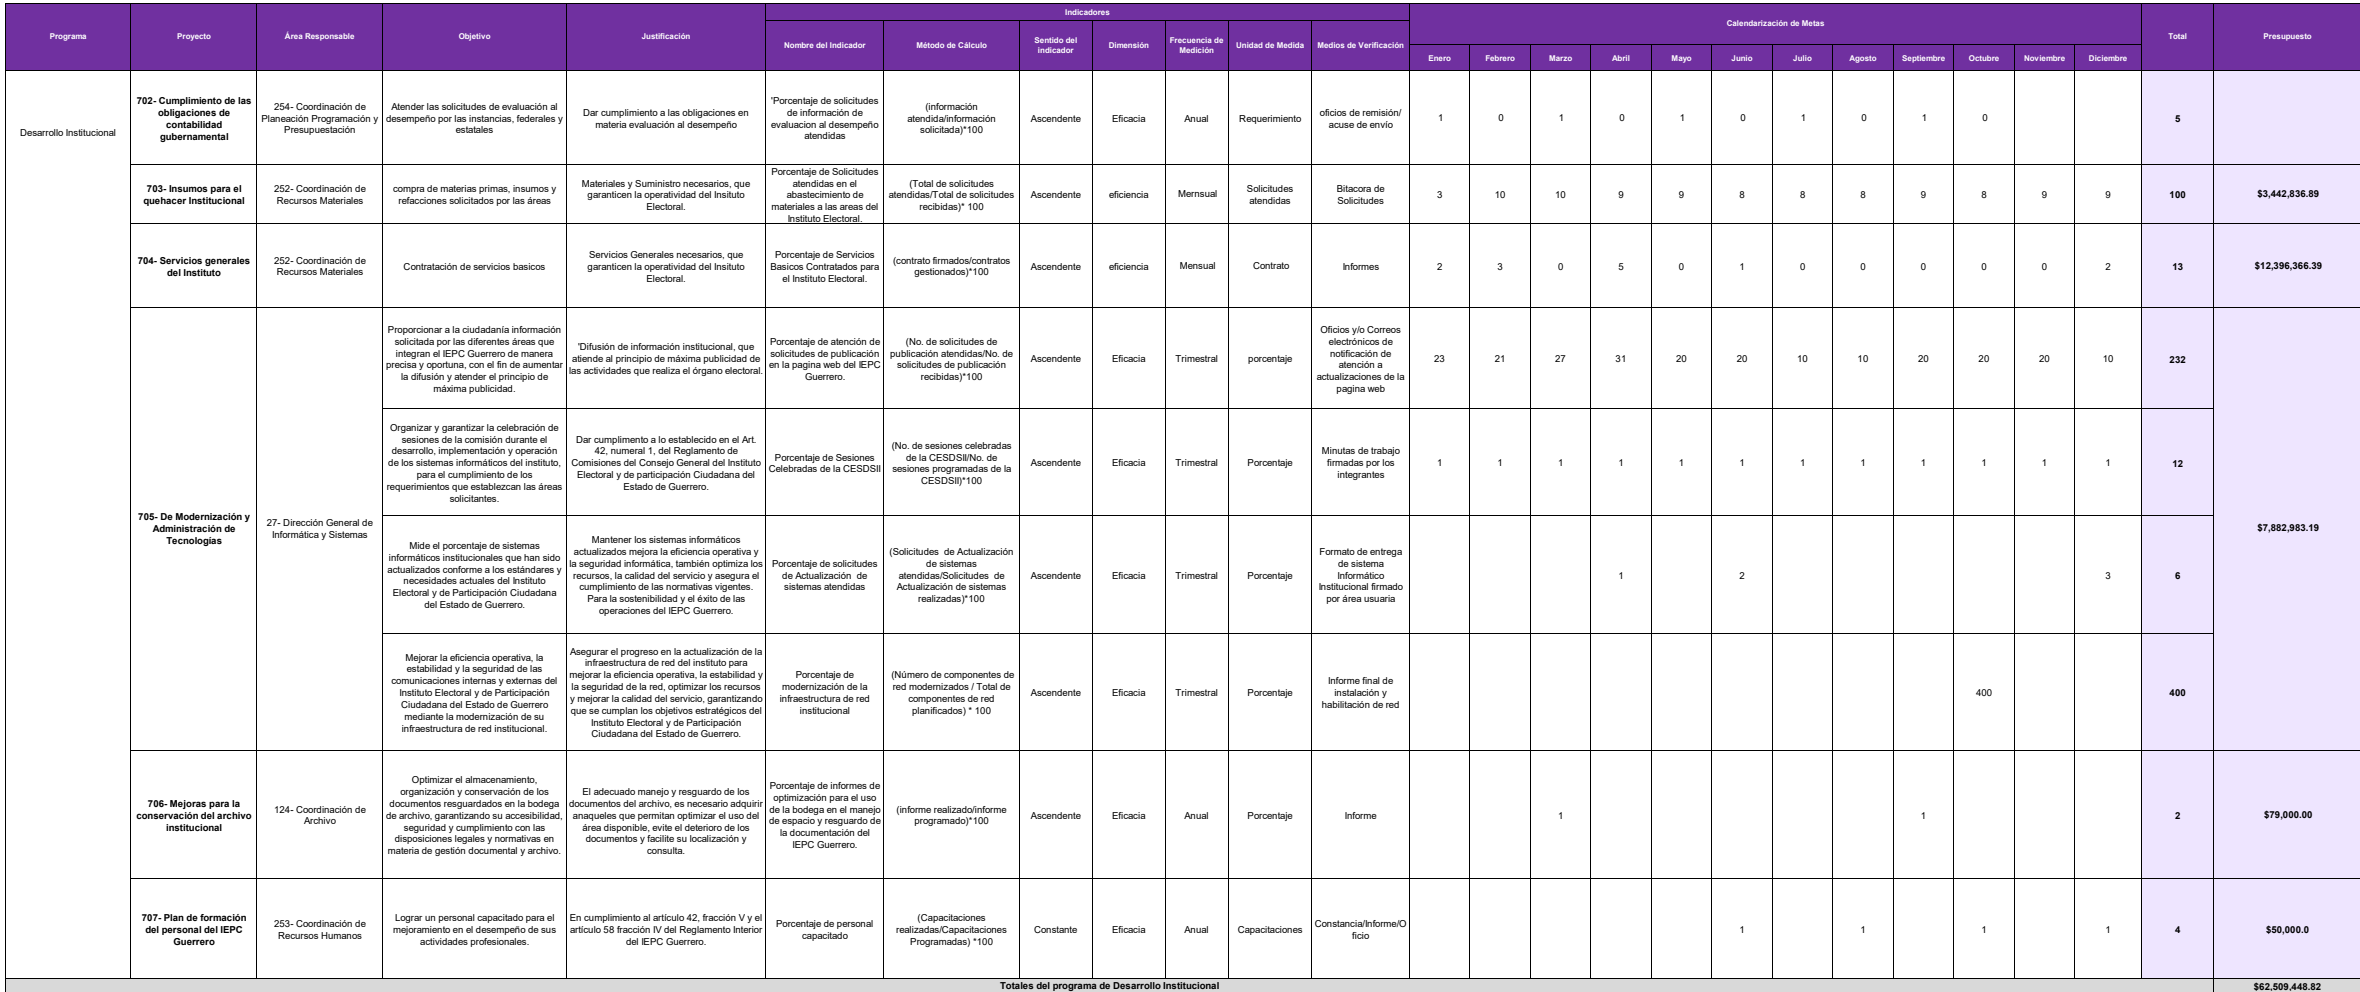 Programa
Proyecto
Área Responsable
Objetivo
Justificación
Indicadores
Nombre del Indicador
Método de Cálculo
Sentido del
indicador
Dimensión
Frecuencia de
Medición
Unidad de Medida
Medios de Verificación
Calendarización de Metas
Enero
Febrero
Marzo
Abril
Mayo
Junio
Julio
Agosto
Septiembre
Octubre
Noviembre
Diciembre
Total
Presupuesto
Desarrollo Institucional
702- Cumplimiento de las
obligaciones de
contabilidad
gubernamental
254- Coordinación de
Planeación Programación y
Presupuestación
Atender las solicitudes de evaluación al
desempeño por las instancias, federales y
estatales
Dar cumplimiento a las obligaciones en
materia evaluación al desempeño
'Porcentaje de solicitudes
de información de
evaluacion al desempeño
atendidas
(información
atendida/información
solicitada)*100
Ascendente
Eficacia
Anual
Requerimiento
oficios de remisión/
acuse de envío
1
0
1
0
1
0
1
0
1
0
5
703- Insumos para el
quehacer Institucional
252- Coordinación de
Recursos Materiales
compra de materias primas, insumos y
refacciones solicitados por las áreas
Materiales y Suministro necesarios, que
garanticen la operatividad del Insituto
Electoral.
Porcentaje de Solicitudes
atendidas en el
abastecimiento de
materiales a las areas del
Instituto Electoral.
(Total de solicitudes
atendidas/Total de solicitudes
recibidas)* 100
Ascendente
eficiencia
Mernsual
Solicitudes
atendidas
Bitacora de
Solicitudes
3
10
10
9
9
8
8
8
9
8
9
9
100
$3,442,836.89
704- Servicios generales
del Instituto
252- Coordinación de
Recursos Materiales
Contratación de servicios basicos
Servicios Generales necesarios, que
garanticen la operatividad del Insituto
Electoral.
Porcentaje de Servicios
Basicos Contratados para
el Instituto Electoral.
(contrato firmados/contratos
gestionados)*100
Ascendente
eficiencia
Mensual
Contrato
Informes
2
3
0
5
0
1
0
0
0
0
0
2
13
$12,396,366.39
705- De Modernización y
Administración de
Tecnologías
27- Dirección General de
Informática y Sistemas
Proporcionar a la ciudadanía información
solicitada por las diferentes áreas que
integran el IEPC Guerrero de manera
precisa y oportuna, con el fin de aumentar
la difusión y atender el principio de
máxima publicidad.
'Difusión de información institucional, que
atiende al principio de máxima publicidad de
las actividades que realiza el órgano electoral.
Porcentaje de atención de
solicitudes de publicación
en la pagina web del IEPC
Guerrero.
(No. de solicitudes de
publicación atendidas/No. de
solicitudes de publicación
recibidas)*100
Ascendente
Eficacia
Trimestral
porcentaje
Oficios y/o Correos
electrónicos de
notificación de
atención a
actualizaciones de la
pagina web
23
21
27
31
20
20
10
10
20
20
20
10
232
$7,882,983.19
Organizar y garantizar la celebración de
sesiones de la comisión durante el
desarrollo, implementación y operación
de los sistemas informáticos del instituto,
para el cumplimiento de los
requerimientos que establezcan las áreas
solicitantes.
Dar cumplimento a lo establecido en el Art.
42, numeral 1, del Reglamento de
Comisiones del Consejo General del Instituto
Electoral y de participación Ciudadana del
Estado de Guerrero.
Porcentaje de Sesiones
Celebradas de la CESDSII
(No. de sesiones celebradas
de la CESDSII/No. de
sesiones programadas de la
CESDSII)*100
Ascendente
Eficacia
Trimestral
Porcentaje
Minutas de trabajo
firmadas por los
integrantes
1
1
1
1
1
1
1
1
1
1
1
1
12
Mide el porcentaje de sistemas
informáticos institucionales que han sido
actualizados conforme a los estándares y
necesidades actuales del Instituto
Electoral y de Participación Ciudadana
del Estado de Guerrero.
Mantener los sistemas informáticos
actualizados mejora la eficiencia operativa y
la seguridad informática, también optimiza los
recursos, la calidad del servicio y asegura el
cumplimiento de las normativas vigentes.
Para la sostenibilidad y el éxito de las
operaciones del IEPC Guerrero.
Porcentaje de solicitudes
de Actualización de
sistemas atendidas
(Solicitudes de Actualización
de sistemas
atendidas/Solicitudes de
Actualización de sistemas
realizadas)*100
Ascendente
Eficacia
Trimestral
Porcentaje
Formato de entrega
de sistema
Informático
Institucional firmado
por área usuaria
1
2
3
6
Mejorar la eficiencia operativa, la
estabilidad y la seguridad de las
comunicaciones internas y externas del
Instituto Electoral y de Participación
Ciudadana del Estado de Guerrero
mediante la modernización de su
infraestructura de red institucional.
Asegurar el progreso en la actualización de la
infraestructura de red del instituto para
mejorar la eficiencia operativa, la estabilidad y
la seguridad de la red, optimizar los recursos
y mejorar la calidad del servicio, garantizando
que se cumplan los objetivos estratégicos del
Instituto Electoral y de Participación
Ciudadana del Estado de Guerrero.
Porcentaje de
modernización de la
infraestructura de red
institucional
(Número de componentes de
red modernizados / Total de
componentes de red
planificados) * 100
Ascendente
Eficacia
Trimestral
Porcentaje
Informe final de
instalación y
habilitación de red
400
400
706- Mejoras para la
conservación del archivo
institucional
124- Coordinación de
Archivo
Optimizar el almacenamiento,
organización y conservación de los
documentos resguardados en la bodega
de archivo, garantizando su accesibilidad,
seguridad y cumplimiento con las
disposiciones legales y normativas en
materia de gestión documental y archivo.
El adecuado manejo y resguardo de los
documentos del archivo, es necesario adquirir
anaqueles que permitan optimizar el uso del
área disponible, evite el deterioro de los
documentos y facilite su localización y
consulta.
Porcentaje de informes de
optimización para el uso
de la bodega en el manejo
de espacio y resguardo de
la documentación del
IEPC Guerrero.
(informe realizado/informe
programado)*100
Ascendente
Eficacia
Anual
Porcentaje
Informe
1
1
2
$79,000.00
707- Plan de formación
del personal del IEPC
Guerrero
253- Coordinación de
Recursos Humanos
Lograr un personal capacitado para el
mejoramiento en el desempeño de sus
actividades profesionales.
En cumplimiento al artículo 42, fracción V y el
artículo 58 fracción IV del Reglamento Interior
del IEPC Guerrero.
Porcentaje de personal
capacitado
(Capacitaciones
realizadas/Capacitaciones
Programadas) *100
Constante
Eficacia
Anual
Capacitaciones
Constancia/Informe/O
ficio
1
1
1
1
4
$50,000.0
Totales del programa de Desarrollo Institucional
$62,509,448.82